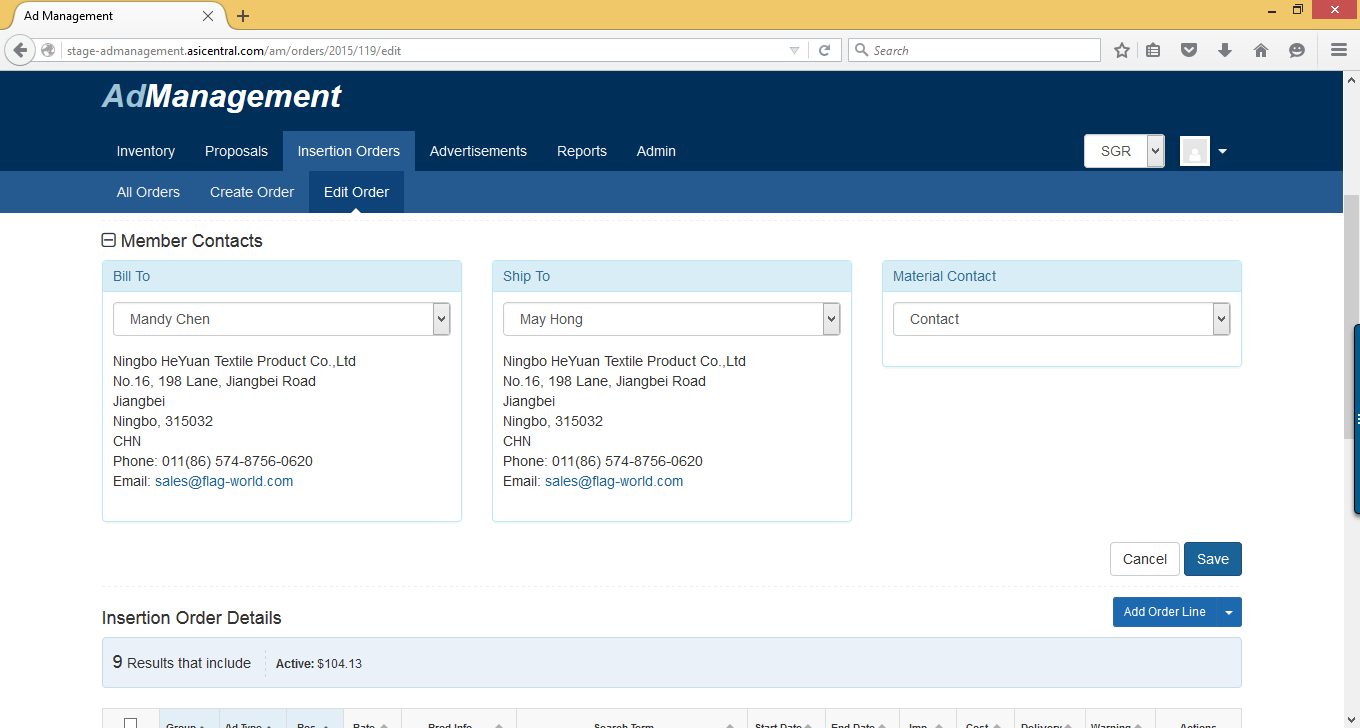 Ad Management
stage-admanagement.asicentral.com/am/orders/2015/119/edit
Search
AdManagement
Inventory Proposals Insertion Orders Advertisements Reports Admin SGR
All Orders Create Order Edit Order
Member Contacts
Bill To
Mandy Chen
Ningbo HeYuan Textile Product Co.,Ltd
No.16, 198 Lane, Jiangbei Road
Jiangbei
Ningbo, 315032
CHN
Phone: 011(86) 574-8756-0620
Email: sales@flag-world.com
Ship To
May Hong
Ningbo HeYuan Textile Product Co.,Ltd
No.16, 198 Lane, Jiangbei Road
Jiangbei
Ningbo, 315032
CHN
Phone: 011(86) 574-8756-0620
Email: sales@flag-world.com
Material Contact
Contact
Cancel Save
Insertion Order Details
Add Order Line
9 Results that include Active: $104.13
Group Ad Type Pos Rate Prod Info Search Term Start Date End Date Imp Cost Delivery Warning Actions